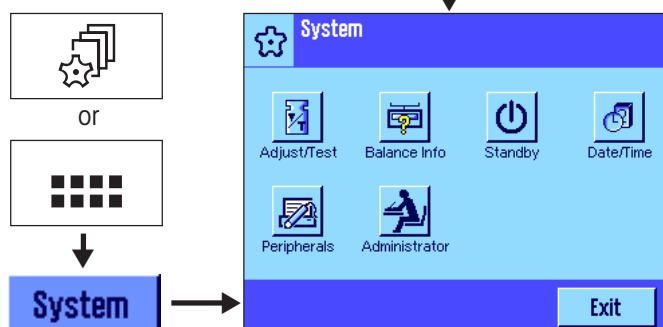 or
System
System
Adjust/Test
Balance Info
Standby
Date/Time
Peripherals
Administrator
Exit